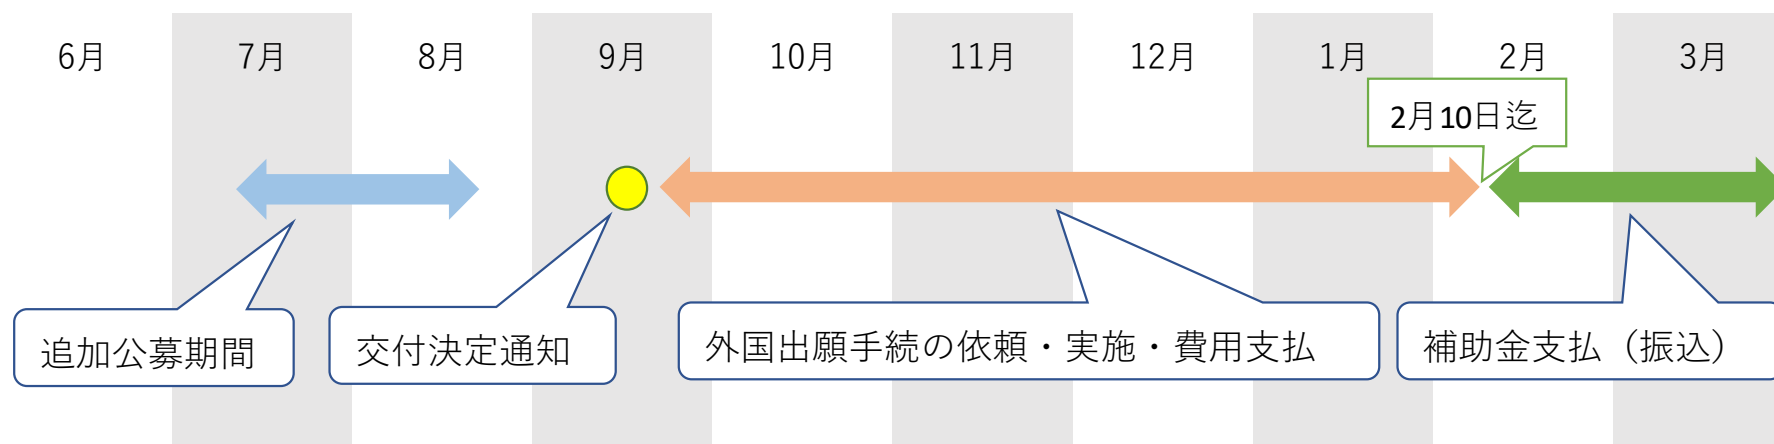 6月
7月
8月
9月
10月
11月
12月
1月
2月
3月
2月10日迄
追加公募期間
交付決定通知
外国出願手続の依頼・実施・費用支払
補助金支払（振込）